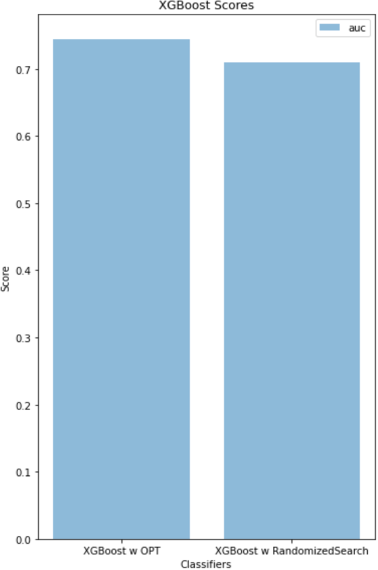 XGBoost Scores
auc
0.7
0.6
0.5
0.4
0.3
0.2
0.1
0.0
Score
XGBoost w OPT
XGBoost w RandomizedSearch
Classifiers